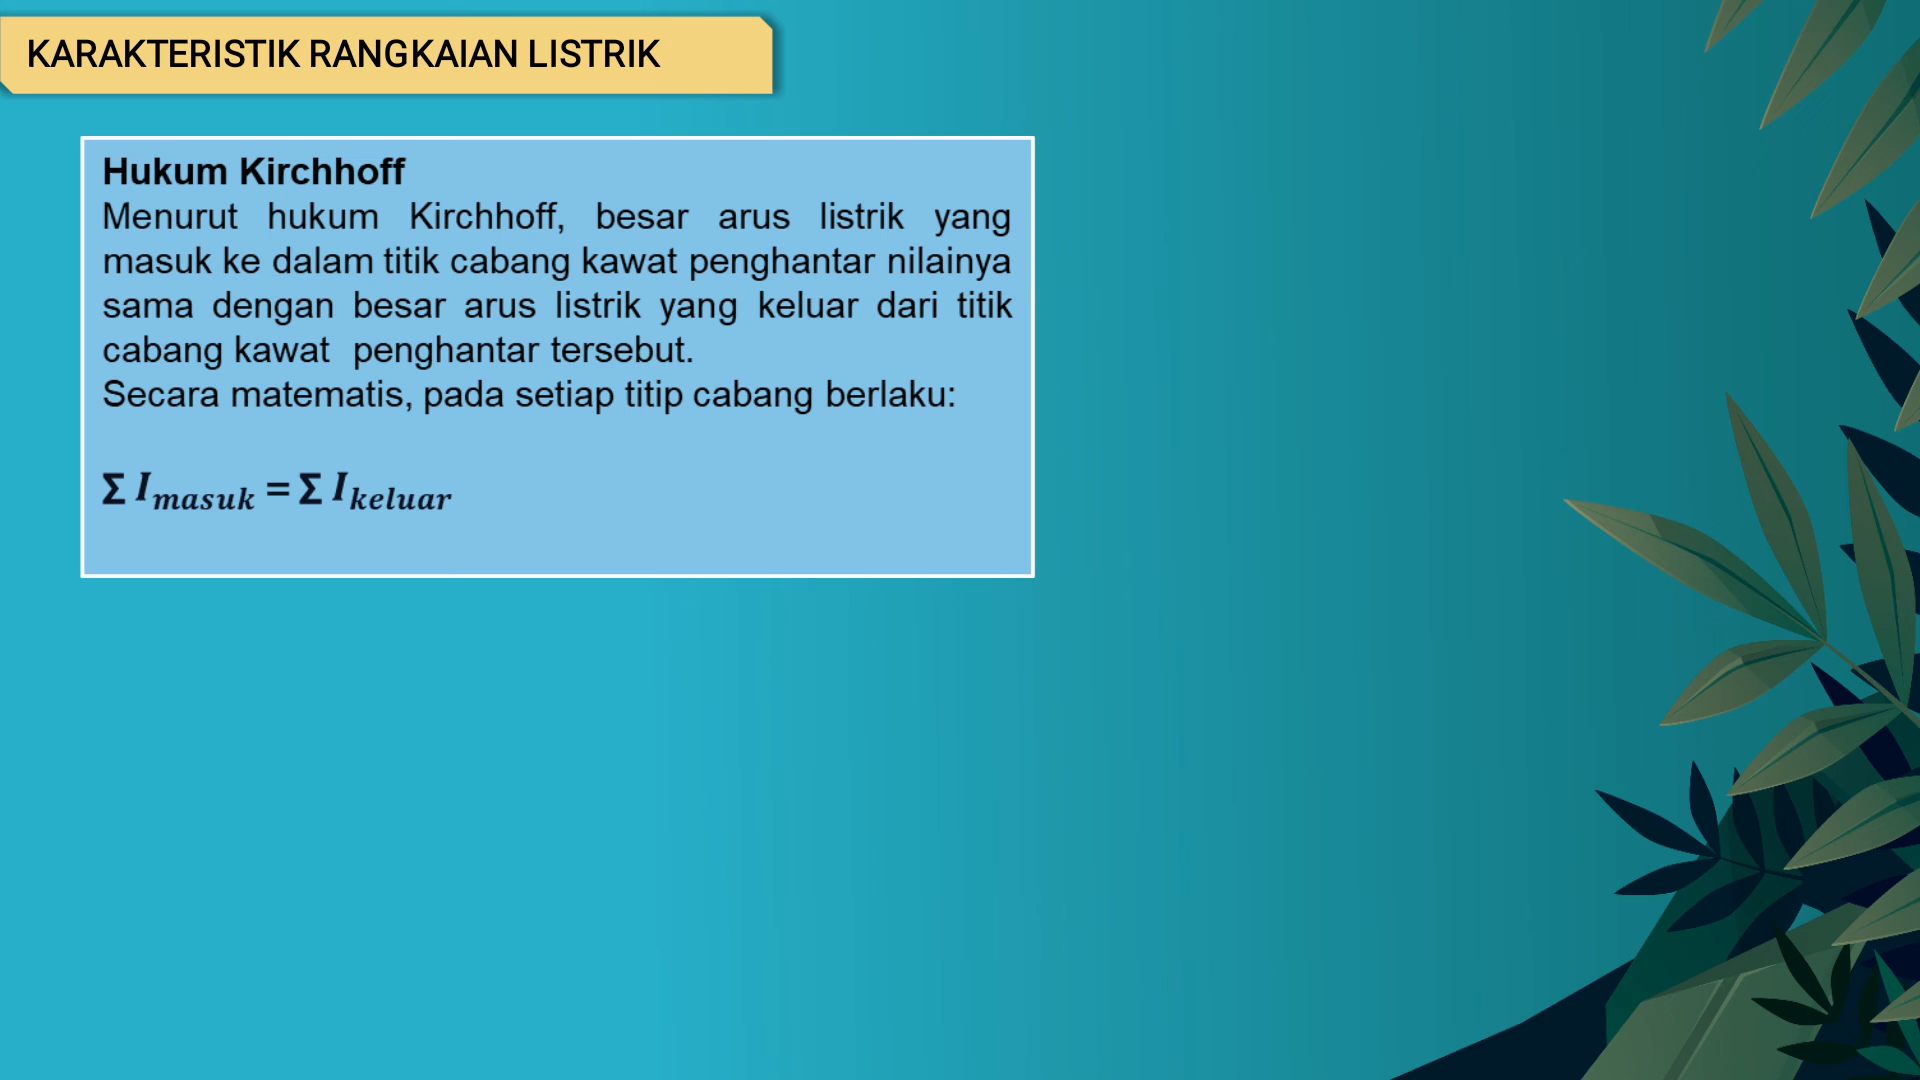 KARAKTERISTIK RANGKAIAN LISTRIK
Hukum Kirchhoff
Menurut hukum Kirchhoff, besar arus listrik yang
masuk ke dalam titik cabang kawat penghantar nilainya
sama dengan besar arus listrik yang keluar dari titik
cabang kawat penghantar tersebut.
Secara matematis, pada setiap titip cabang berlaku:
Σ I_masuk = Σ I_keluar